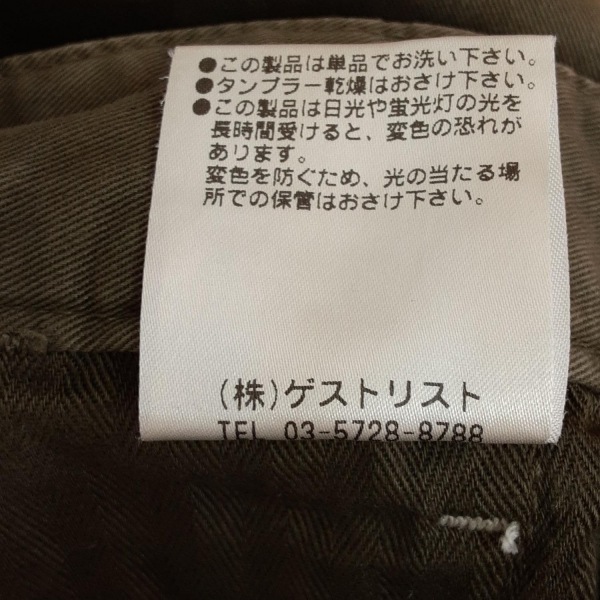 ●この製品は単品でお洗い下さい。
●タンブラー乾燥はおさけ下さい。
●この製品は日光や蛍光灯の光を
長時間受けると、変色の恐れが
あります。
変色を防ぐため、光の当たる場
所での保管はおさけ下さい。
(株)ゲストリスト
TEL 03-5728-8788